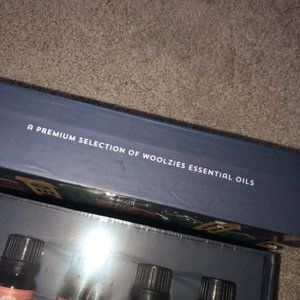 A PREMIUM SELECTION OF WOOLZIES ESSENTIAL OILS